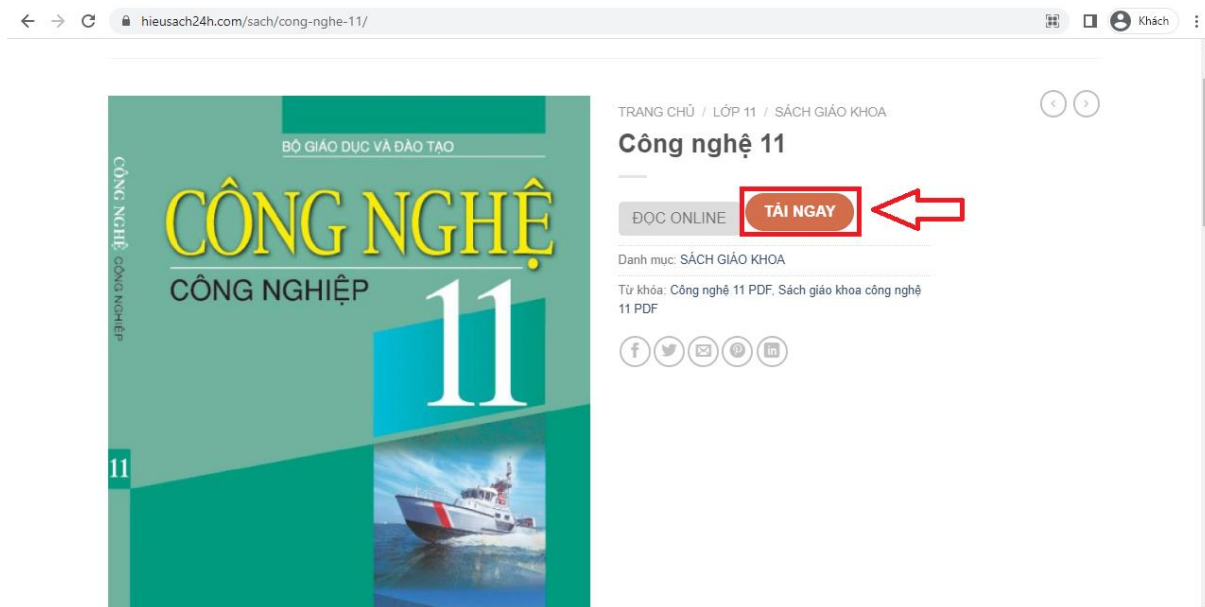 hieusach24h.com/sach/cong-nghe-11/
Khách
BỘ GIÁO DỤC VÀ ĐÀO TẠO
CÔNG NGHỆ
CÔNG NGHIỆP
11
CÔNG NGHỆ CÔNG NGHIỆP
11
TRANG CHỦ / LỚP 11 / SÁCH GIÁO KHOA
Công nghệ 11
ĐỌC ONLINE
TẢI NGAY
Danh mục: SÁCH GIÁO KHOA
Từ khóa: Công nghệ 11 PDF, Sách giáo khoa công nghệ
11 PDF